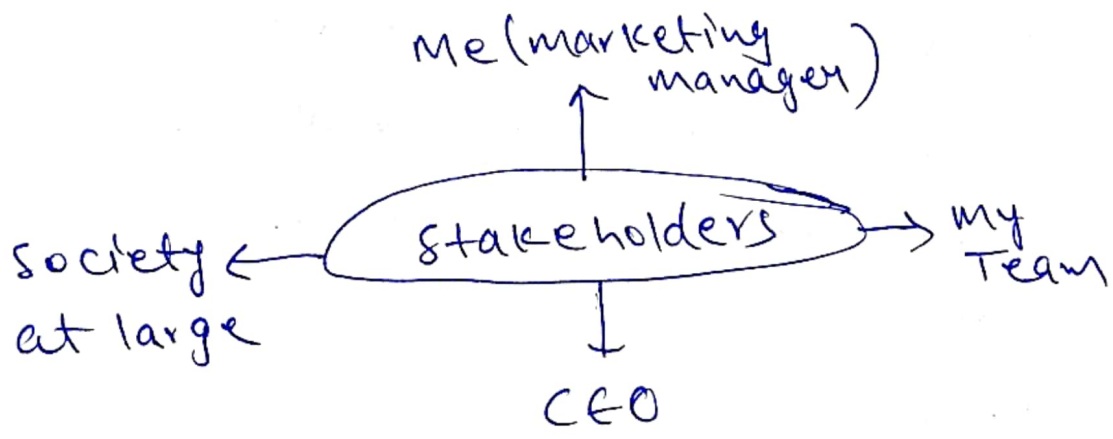 Me (marketing
manager)
Stakeholders
My
Team
Society
at large
CEO